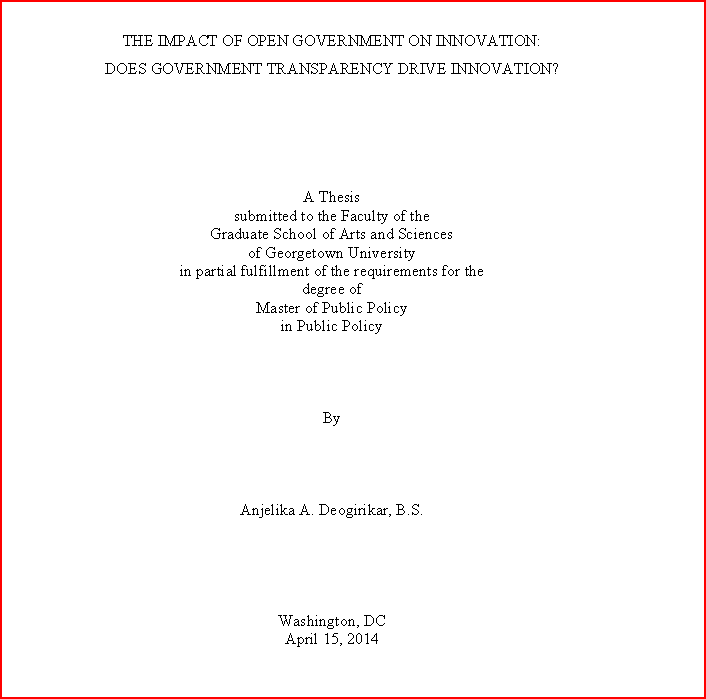 THE IMPACT OF OPEN GOVERNMENT ON INNOVATION:
DOES GOVERNMENT TRANSPARENCY DRIVE INNOVATION?
A Thesis
submitted to the Faculty of the
Graduate School of Arts and Sciences
of Georgetown University
in partial fulfillment of the requirements for the
degree of
Master of Public Policy
in Public Policy
By
Anjelika A. Deogirikar, B.S.
Washington, DC
April 15, 2014